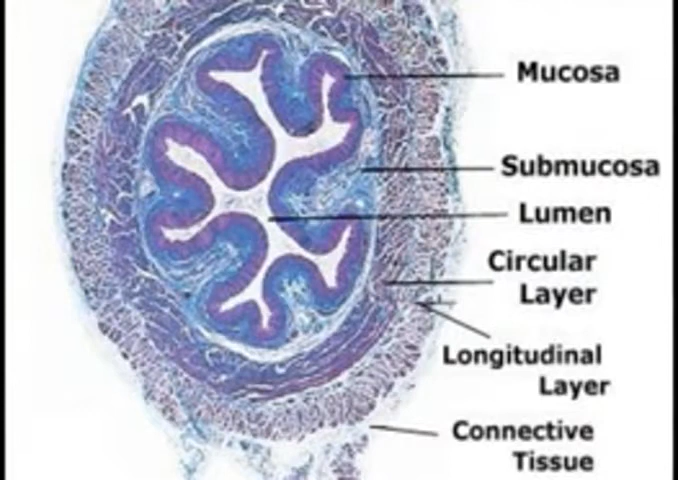 Mucosa
Submucosa
Lumen
Circular
Layer
Longitudinal
Layer
Connective
Tissue